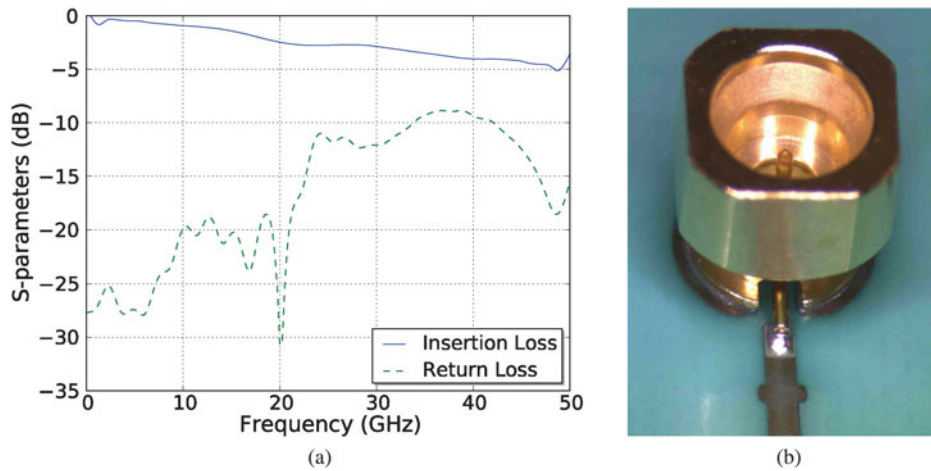 0
−5
−10
−15
−20
−25
−30
−35
S-parameters (dB)
Insertion Loss
Return Loss
0 10 20 30 40 50
Frequency (GHz)
(a) (b)